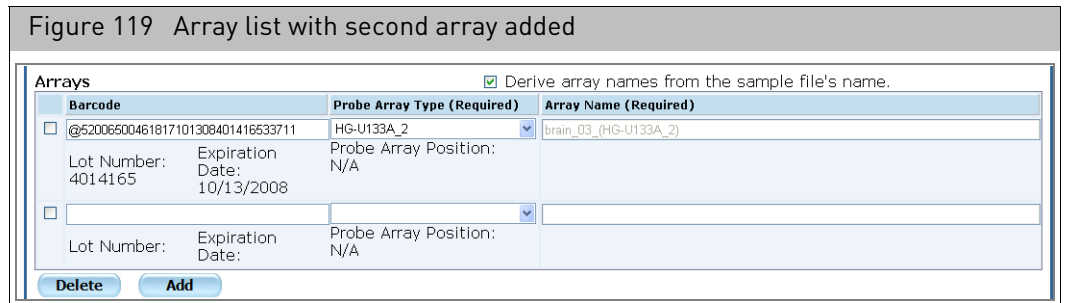 Figure 119 Array list with second array added
Arrays
Derive array names from the sample file's name.
Barcode Probe Array Type (Required) Array Name (Required)
@52006500461817101308401416533711 HG-U133A_2 brain_03_(HG-U133A_2)
Lot Number: 4014165
Expiration Date: 10/13/2008
Probe Array Position: N/A
Lot Number:
Expiration Date:
Probe Array Position: N/A
Delete Add